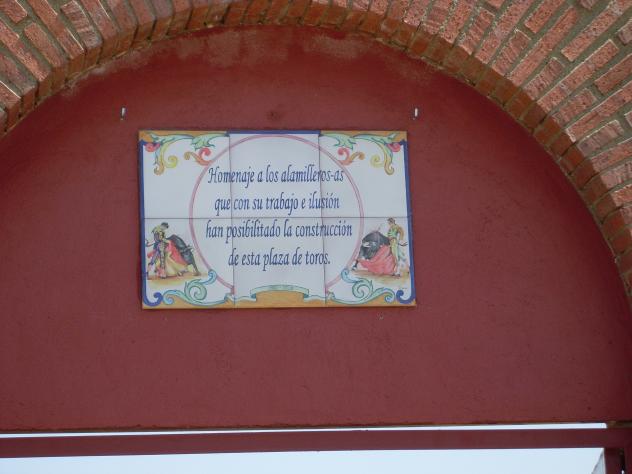 Homenaje a los alamilleros-as
que con su trabajo e ilusión
han posibilitado la construcción
de esta plaza de toros.